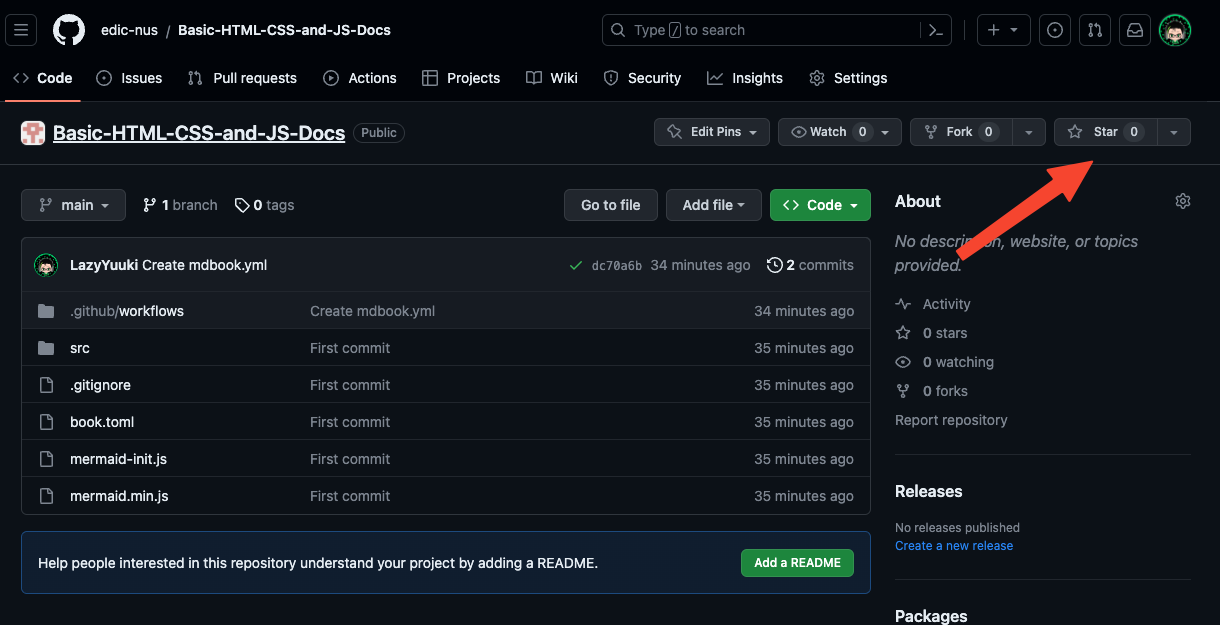 edic-nus / Basic-HTML-CSS-and-JS-Docs
Type / to search
Code Issues Pull requests Actions Projects Wiki Security Insights Settings
Basic-HTML-CSS-and-JS-Docs Public
Edit Pins Watch 0 Fork 0 Star 0
main 1 branch 0 tags Go to file Add file <> Code
LazyYuuki Create mdbook.yml dc70a6b 34 minutes ago 2 commits
.github/workflows Create mdbook.yml 34 minutes ago
src First commit 35 minutes ago
.gitignore First commit 35 minutes ago
book.toml First commit 35 minutes ago
mermaid-init.js First commit 35 minutes ago
mermaid.min.js First commit 35 minutes ago
Help people interested in this repository understand your project by adding a README. Add a README
About
No description, website, or topics
provided.
Activity
0 stars
0 watching
0 forks
Report repository
Releases
No releases published
Create a new release
Packages